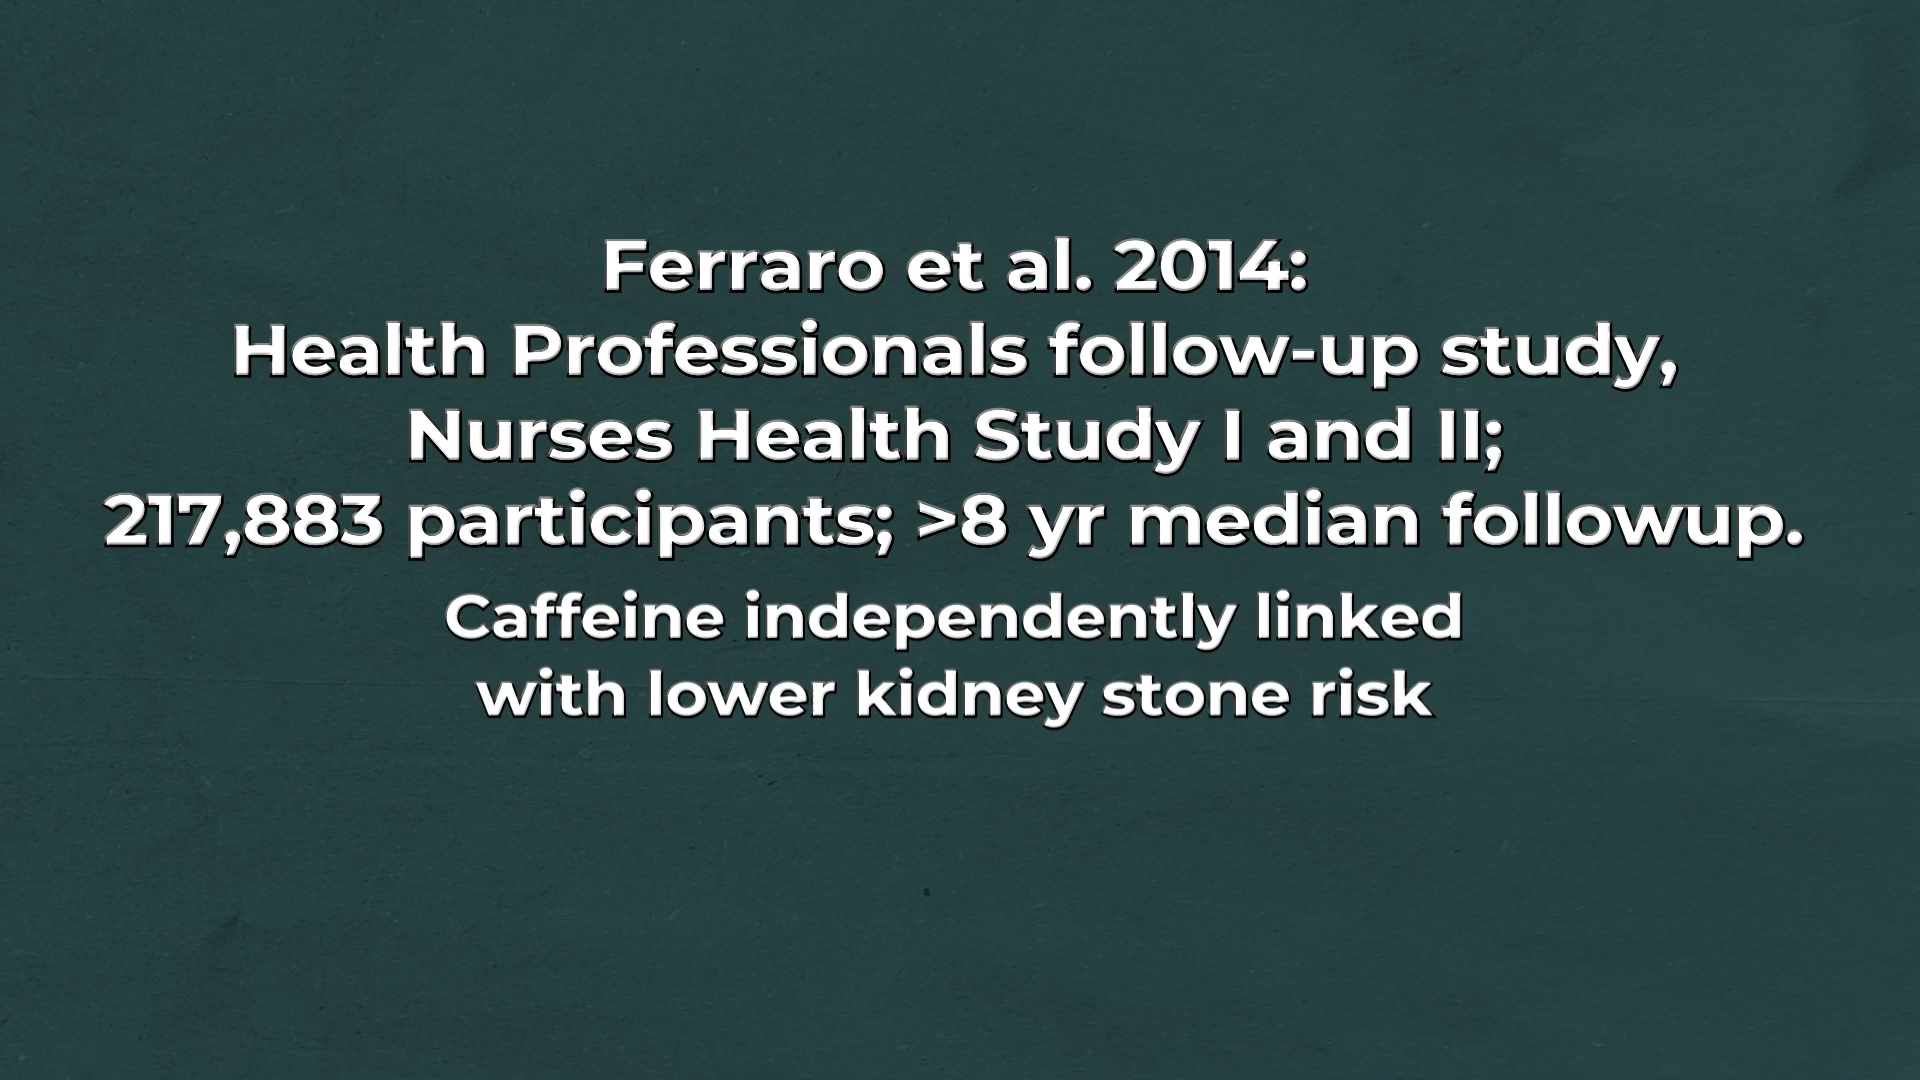 Ferraro et al. 2014:
Health Professionals follow-up study,
Nurses Health Study I and II;
217,883 participants; >8 yr median followup.
Caffeine independently linked
with lower kidney stone risk